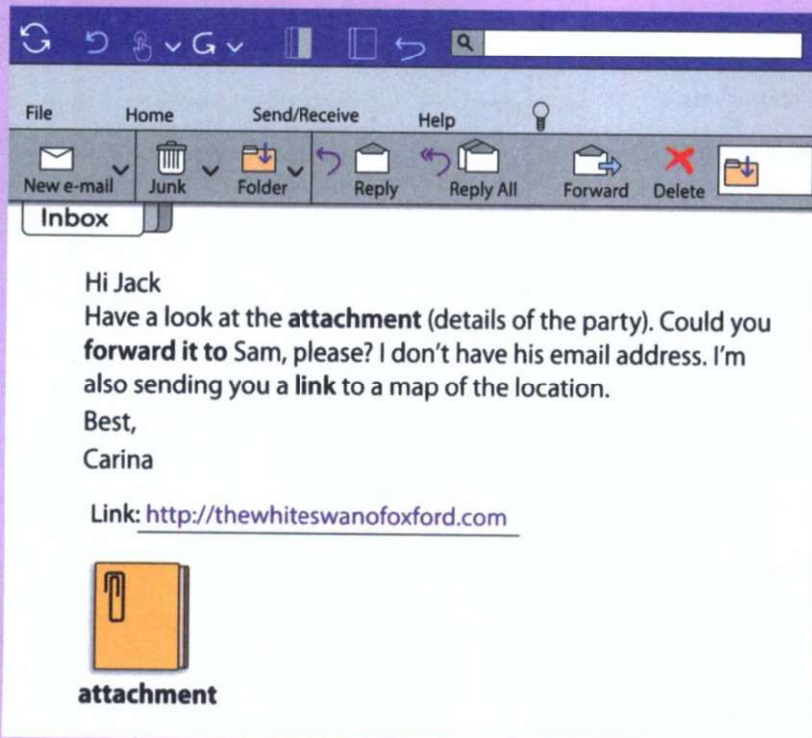 File Home Send/Receive Help
New e-mail Junk Folder Reply Reply All Forward Delete
Inbox
Hi Jack
Have a look at the attachment (details of the party). Could you
forward it to Sam, please? I don't have his email address. I'm
also sending you a link to a map of the location.
Best,
Carina
Link: http://thewhiteswanofoxford.com
attachment